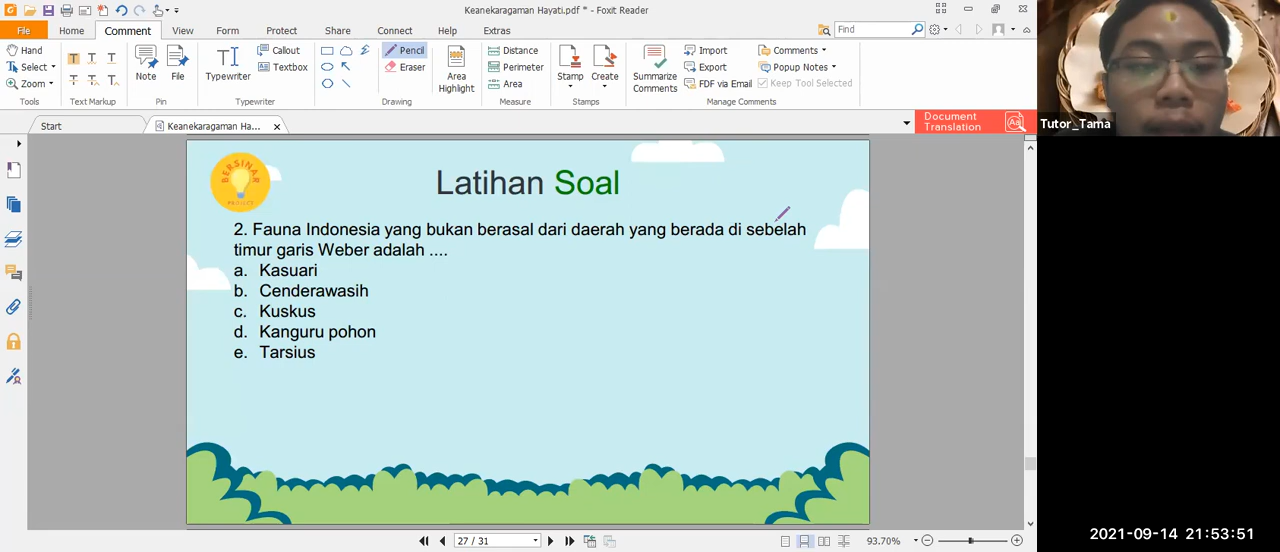 Keanekaragaman Hayati.pdf * - Foxit Reader
File Home Comment View Form Protect Share Connect Help Extras
Find
Hand
Select
Zoom
Tools
Text Markup
Note
File
Pin
Typewriter
Callout
Textbox
Typewriter
Pencil
Eraser
Drawing
Area
Highlight
Distance
Perimeter
Area
Measure
Stamp
Create
Stamps
Summarize
Comments
Import
Export
FDF via Email
Comments
Popup Notes
Keep Tool Selected
Manage Comments
Start
Keanekaragaman Ha...
Document
Translation
Tutor_Tama
BERSINAR
PROJECT
Latihan Soal
2. Fauna Indonesia yang bukan berasal dari daerah yang berada di sebelah
timur garis Weber adalah ....
a. Kasuari
b. Cenderawasih
c. Kuskus
d. Kanguru pohon
e. Tarsius
27 / 31
93.70%
2021-09-14 21:53:51